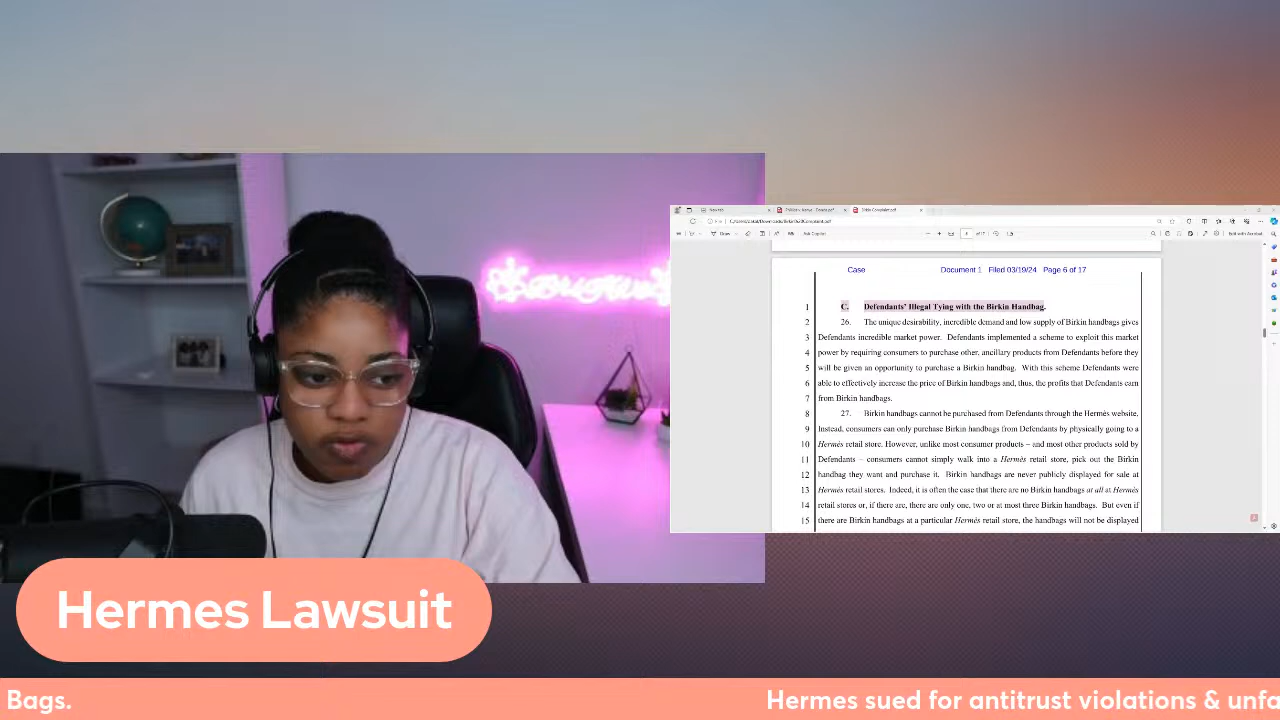 C:/Users/
Ask Copilot
of 17
Edit with Acrobat
Case Document 1 Filed 03/19/24 Page 6 of 17
1 C. Defendants’ Illegal Tying with the Birkin Handbag.
2 26. The unique desirability, incredible demand and low supply of Birkin handbags gives
3 Defendants incredible market power. Defendants implemented a scheme to exploit this market
4 power by requiring consumers to purchase other, ancillary products from Defendants before they
5 will be given an opportunity to purchase a Birkin handbag. With this scheme Defendants were
6 able to effectively increase the price of Birkin handbags and, thus, the profits that Defendants earn
7 from Birkin handbags.
8 27. Birkin handbags cannot be purchased from Defendants through the Hermès website.
9 Instead, consumers can only purchase Birkin handbags from Defendants by physically going to a
10 Hermès retail store. However, unlike most consumer products – and most other products sold by
11 Defendants – consumers cannot simply walk into a Hermès retail store, pick out the Birkin
12 handbag they want and purchase it. Birkin handbags are never publicly displayed for sale at
13 Hermès retail stores. Indeed, it is often the case that there are no Birkin handbags at all at Hermès
14 retail stores or, if there are, there are only one, two or at most three Birkin handbags. But even if
15 there are Birkin handbags at a particular Hermès retail store, the handbags will not be displayed
Hermes Lawsuit
Bags. Hermes sued for antitrust violations & unfa